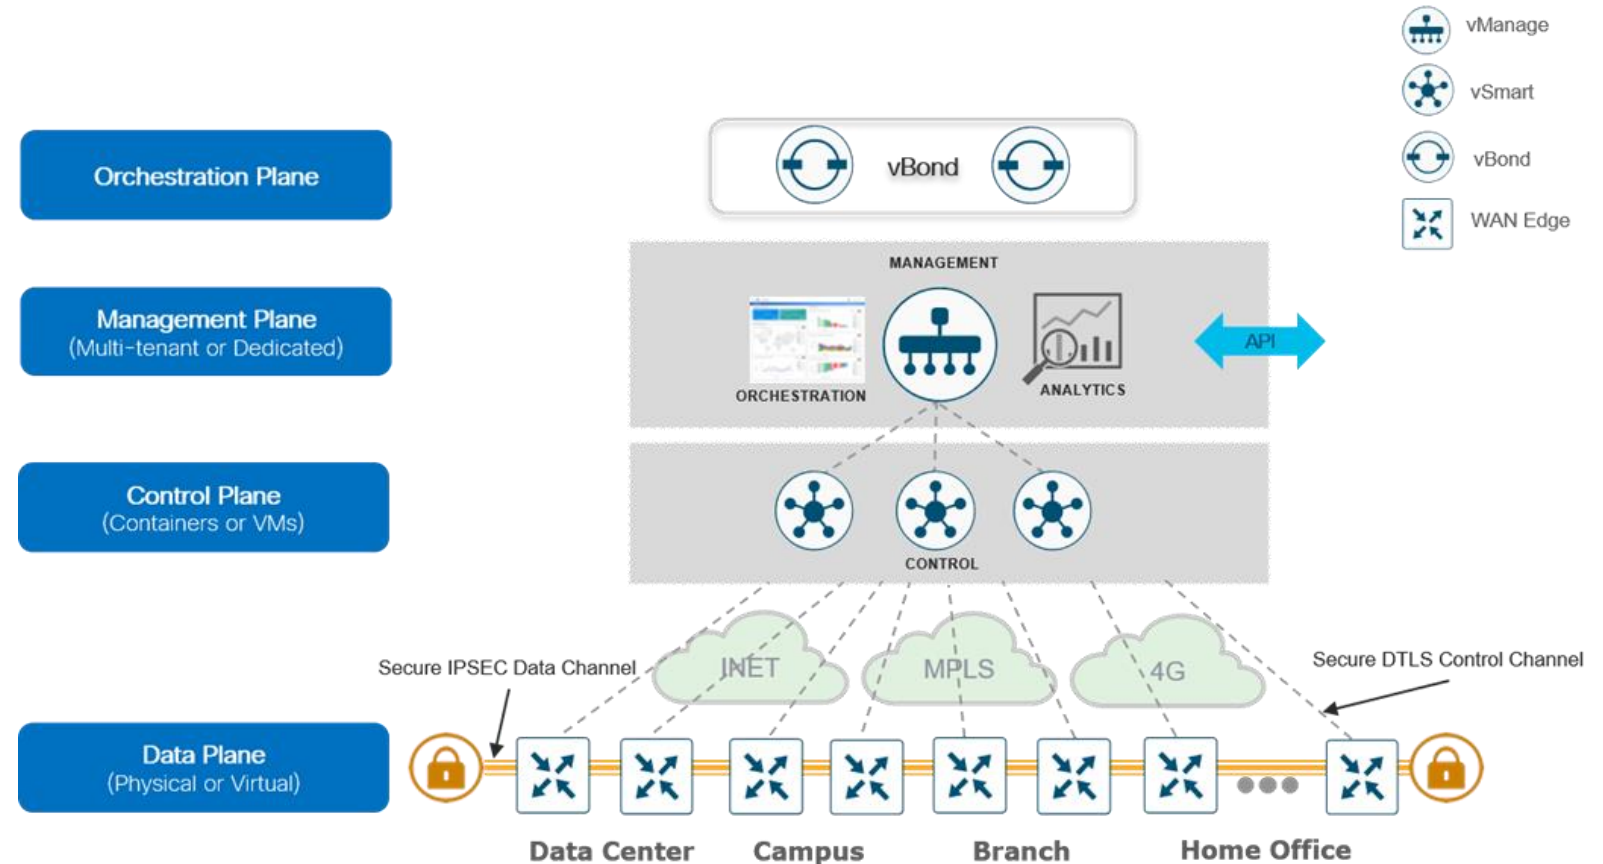 vManage
vSmart
vBond
WAN Edge
Orchestration Plane
vBond
Management Plane
(Multi-tenant or Dedicated)
MANAGEMENT
ORCHESTRATION
ANALYTICS
API
Control Plane
(Containers or VMs)
CONTROL
INET
MPLS
4G
Secure IPSEC Data Channel
Secure DTLS Control Channel
Data Plane
(Physical or Virtual)
Data Center
Campus
Branch
Home Office